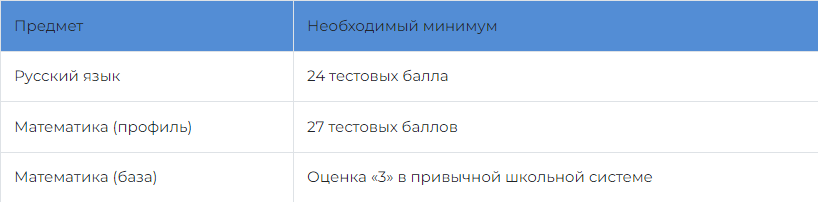 Предмет Необходимый минимум
Русский язык 24 тестовых балла
Математика (профиль) 27 тестовых баллов
Математика (база) Оценка «3» в привычной школьной системе